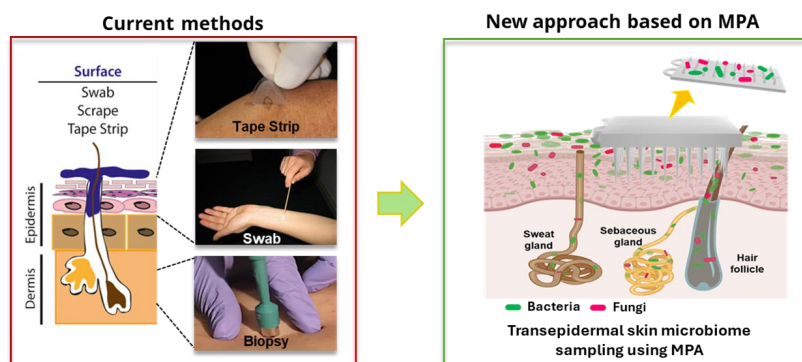 Current methods
Surface
Swab
Scrape
Tape Strip
Epidermis
Dermis
Tape Strip
Swab
Biopsy
New approach based on MPA
Sweat
gland
Sebaceous
gland
Hair
follicle
Bacteria
Fungi
Transepidermal skin microbiome
sampling using MPA